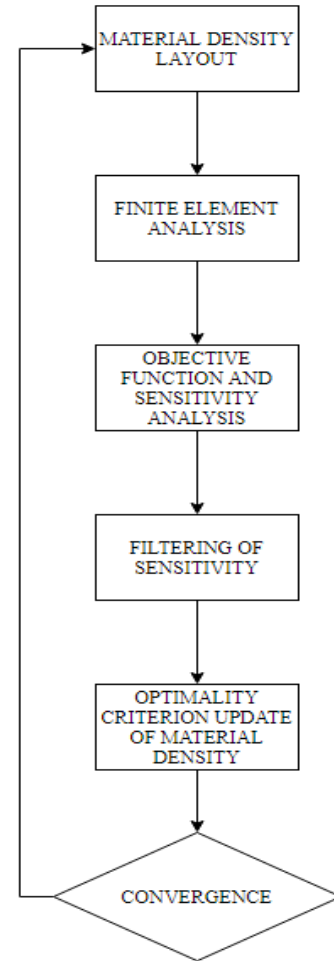 MATERIAL DENSITY
LAYOUT
FINITE ELEMENT
ANALYSIS
OBJECTIVE
FUNCTION AND
SENSITIVITY
ANALYSIS
FILTERING OF
SENSITIVITY
OPTIMALITY
CRITERION UPDATE
OF MATERIAL
DENSITY
CONVERGENCE